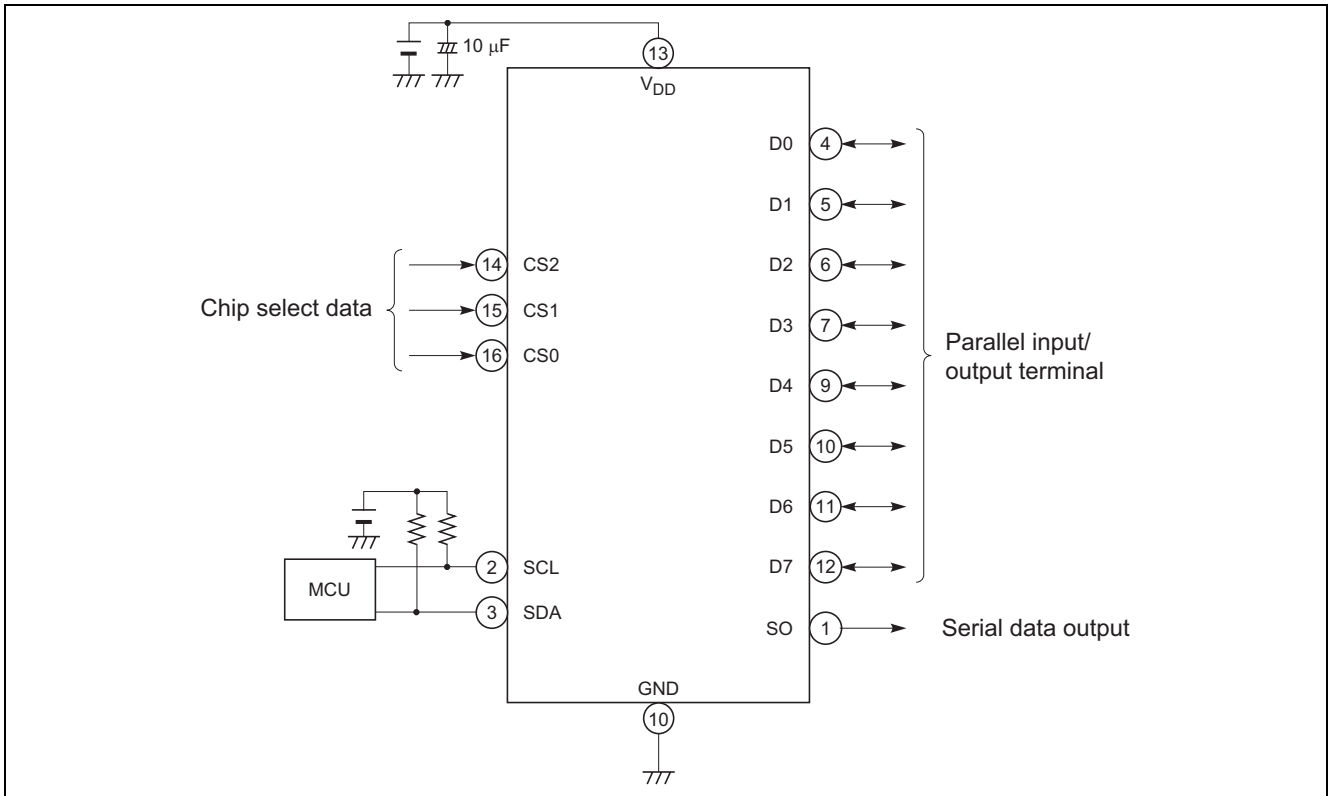 10 µF
13
VDD
D0 4
D1 5
14 CS2
D2 6
Chip select data
15 CS1
D3 7
16 CS0
Parallel input/
output terminal
D4 9
D5 10
D6 11
MCU
2 SCL
D7 12
3 SDA
SO 1
Serial data output
GND
10